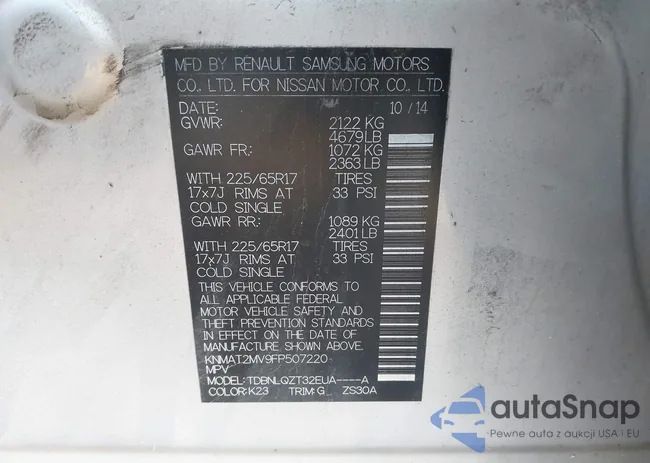 MFD BY RENAULT SAMSUNG MOTORS
CO., LTD. FOR NISSAN MOTOR CO., LTD.
DATE: 10 / 14
GVWR: 2122 KG
4679 LB
GAWR FR: 1072 KG
2363 LB
WITH 225/65R17 TIRES
17x7J RIMS AT 33 PSI
COLD SINGLE
GAWR RR: 1089 KG
2401 LB
WITH 225/65R17 TIRES
17x7J RIMS AT 33 PSI
COLD SINGLE
THIS VEHICLE CONFORMS TO
ALL APPLICABLE FEDERAL
MOTOR VEHICLE SAFETY AND
THEFT PREVENTION STANDARDS
IN EFFECT ON THE DATE OF
MANUFACTURE SHOWN ABOVE.
KNMAT2MV9FP507220
MPV
MODEL: TDBNLQZT32EUA----A
COLOR: K23 TRIM: G ZS30A
autaSnap
Pewne auta z aukcji USA i EU